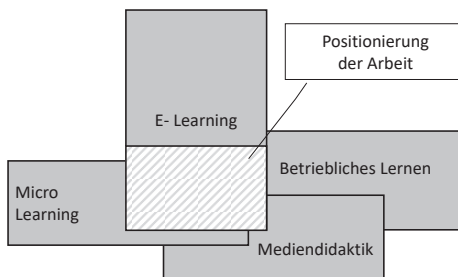 Positionierung
der Arbeit
E- Learning
Betriebliches Lernen
Micro
Learning
Mediendidaktik